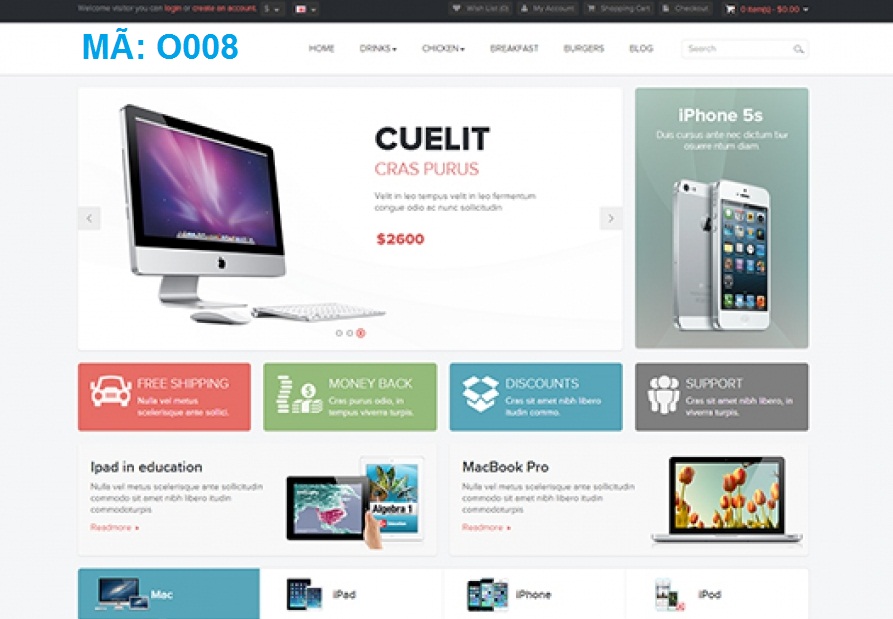 Welcome visitor you can login or create an account. $
Wish List (0) My Account Shopping Cart Checkout 0 item(s) - $0.00
MÃ: O008
HOME DRINKS CHICKEN BREAKFAST BURGERS BLOG Search
CUELIT
CRAS PURUS
Velit in leo tempus velit in leo fermentum
congue odio ac nunc sollicitudin
$2600
iPhone 5s
Duis cursus ante nec dictum
osuere ntum diam.
FREE SHIPPING
Nulla vel metus
scelerisque ante sollici.
MONEY BACK
Cras purus odio, in
tempus viverra turpis.
DISCOUNTS
Cras sit amet nibh libero
itudin commo.
SUPPORT
Cras sit amet nibh libero, in
viverra turpis.
Ipad in education
Nulla vel metus scelerisque ante sollicitudin
commodo sit amet nibh libero itudin
commodoturpis.
Readmore
Algebra 1
Education
MacBook Pro
Nulla vel metus scelerisque ante sollicitudin
commodo sit amet nibh libero itudin
commodoturpis.
Readmore
Mac iPad iPhone iPod